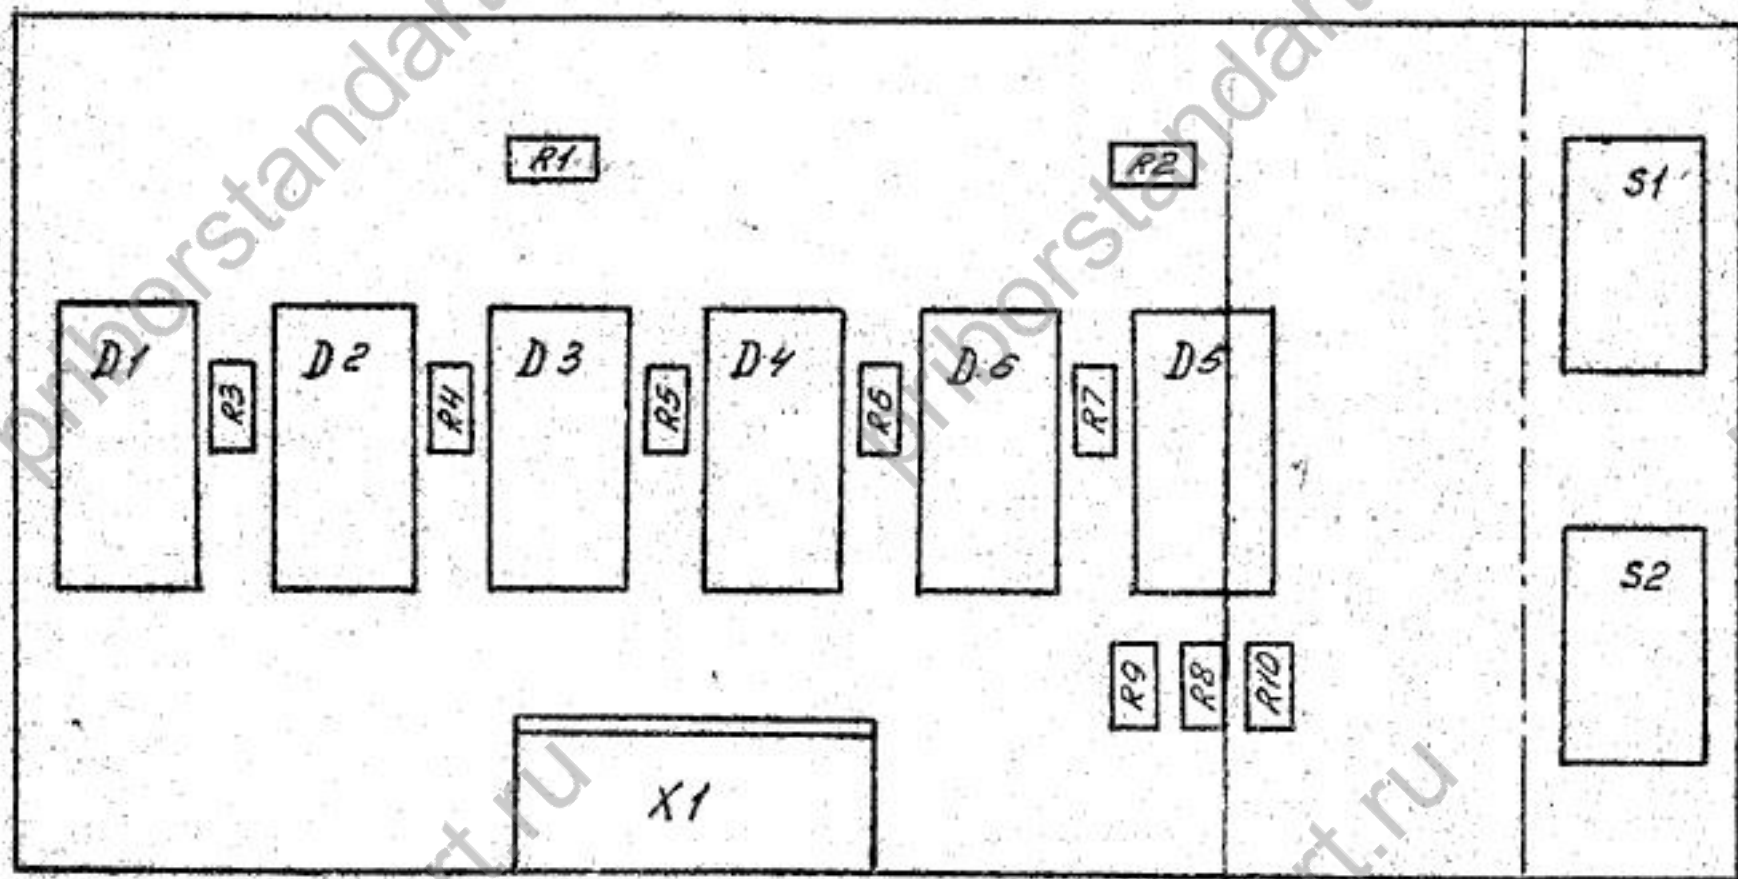 R1 R2 S1
D1 R3 D2 R4 D3 R5 D4 R6 D6 R7 D5
S2
R9 R8 R10
X1
priborstandart.ru
priborstandart.ru